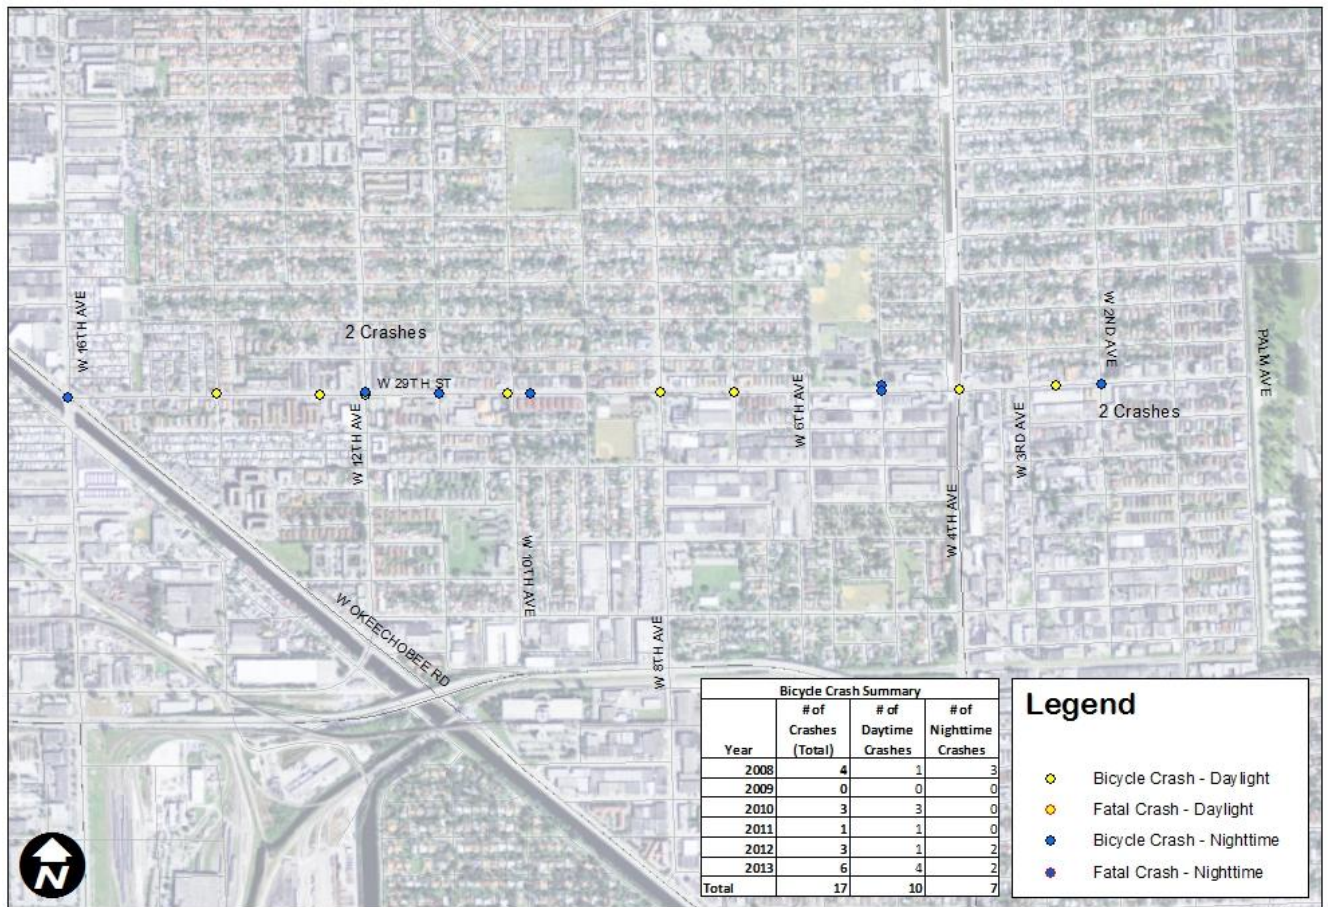 W 16TH AVE
2 Crashes
W 29TH ST
W 12TH AVE
W 10TH AVE
W 8TH AVE
W 6TH AVE
W 4TH AVE
W 3RD AVE
W 2ND AVE
2 Crashes
PALM AVE
W OKEECHOBEE RD
Bicycle Crash Summary
Year # of Crashes (Total) # of Daytime Crashes # of Nighttime Crashes
2008 4 1 3
2009 0 0 0
2010 3 3 0
2011 1 1 0
2012 3 1 2
2013 6 4 2
Total 17 10 7
Legend
Bicycle Crash - Daylight
Fatal Crash - Daylight
Bicycle Crash - Nighttime
Fatal Crash - Nighttime
N